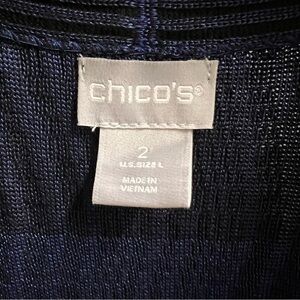 chico's®
2
U.S. SIZE L
MADE IN
VIETNAM